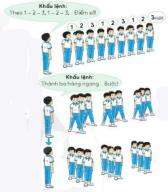 Khẩu lệnh:
Theo 1 - 2 - 3, 1 - 2 - 3, Điểm số!
1 2 3 1 2 3 1 2 3
Khẩu lệnh:
Thành ba hàng ngang. Bước!